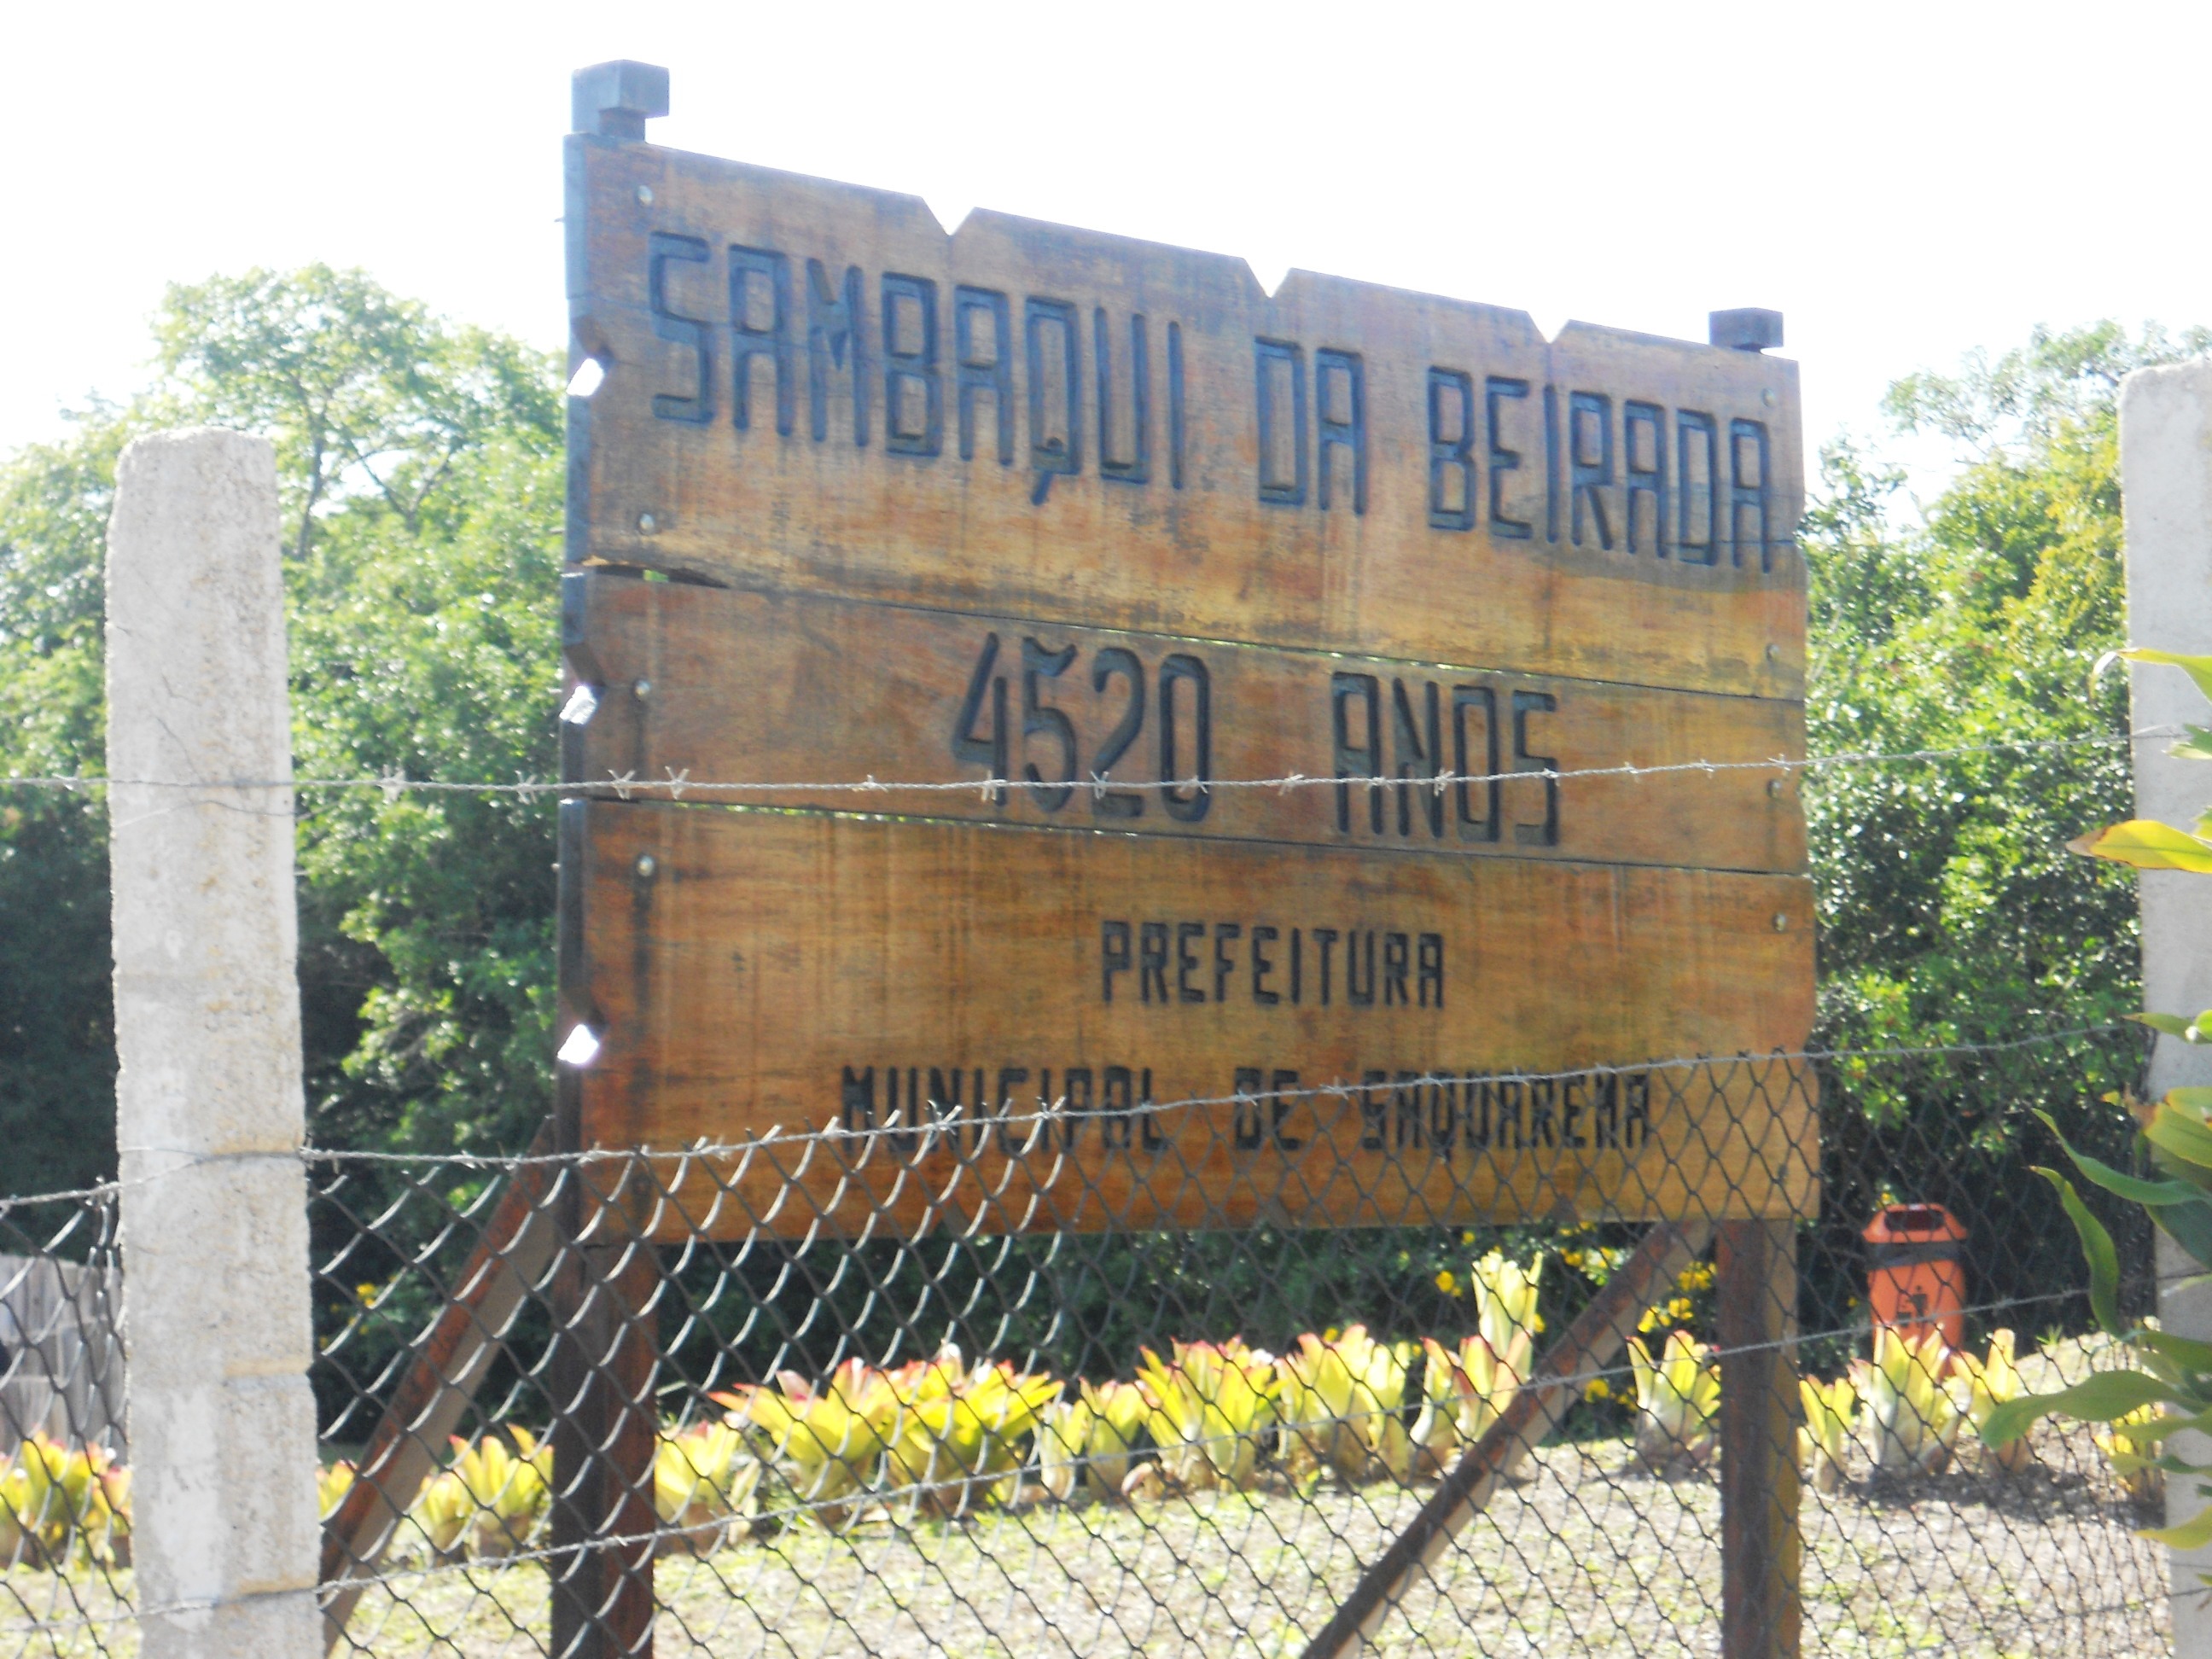 SAMBAQUI DA BEIRADA
4520 ANOS
PREFEITURA
MUNICIPAL DE SAQUAREMA